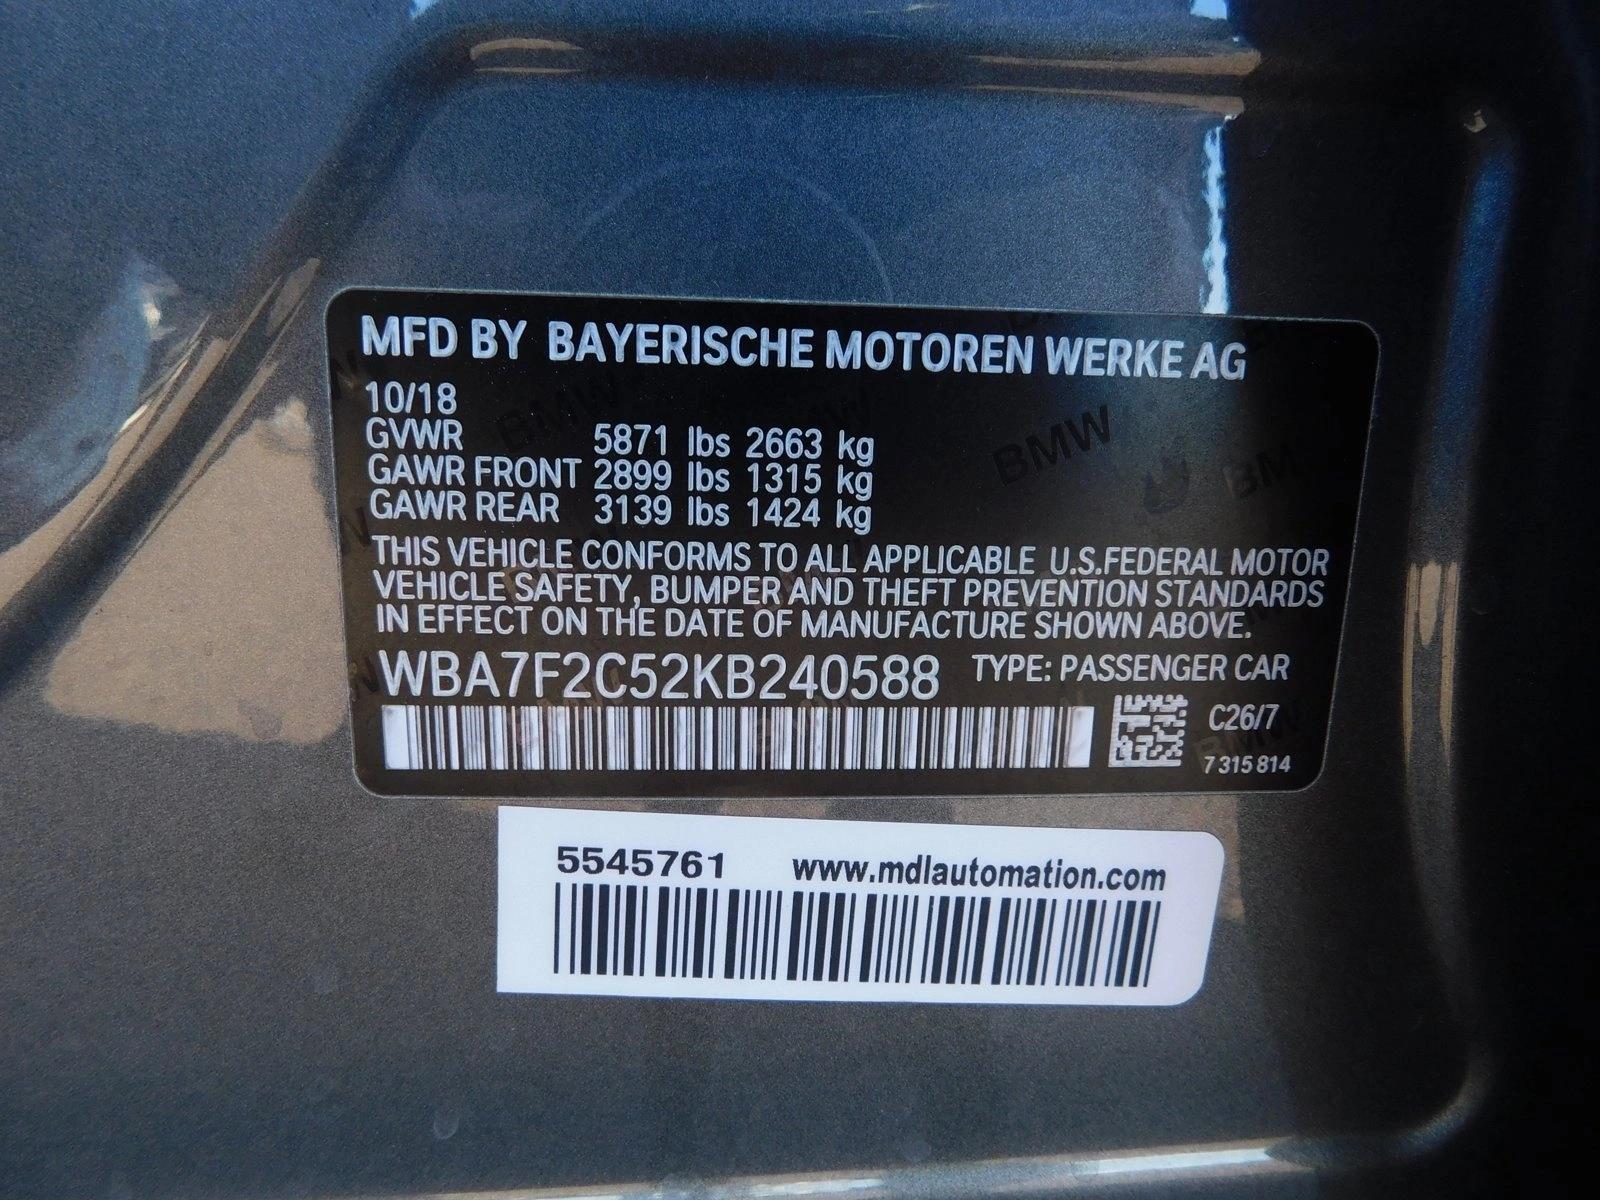 MFD BY BAYERISCHE MOTOREN WERKE AG
10/18
GVWR 5871 lbs 2663 kg
GAWR FRONT 2899 lbs 1315 kg
GAWR REAR 3139 lbs 1424 kg
THIS VEHICLE CONFORMS TO ALL APPLICABLE U.S.FEDERAL MOTOR
VEHICLE SAFETY, BUMPER AND THEFT PREVENTION STANDARDS
IN EFFECT ON THE DATE OF MANUFACTURE SHOWN ABOVE.
WBA7F2C52KB240588 TYPE: PASSENGER CAR
C26/7
7 315 814
5545761 www.mdlautomation.com